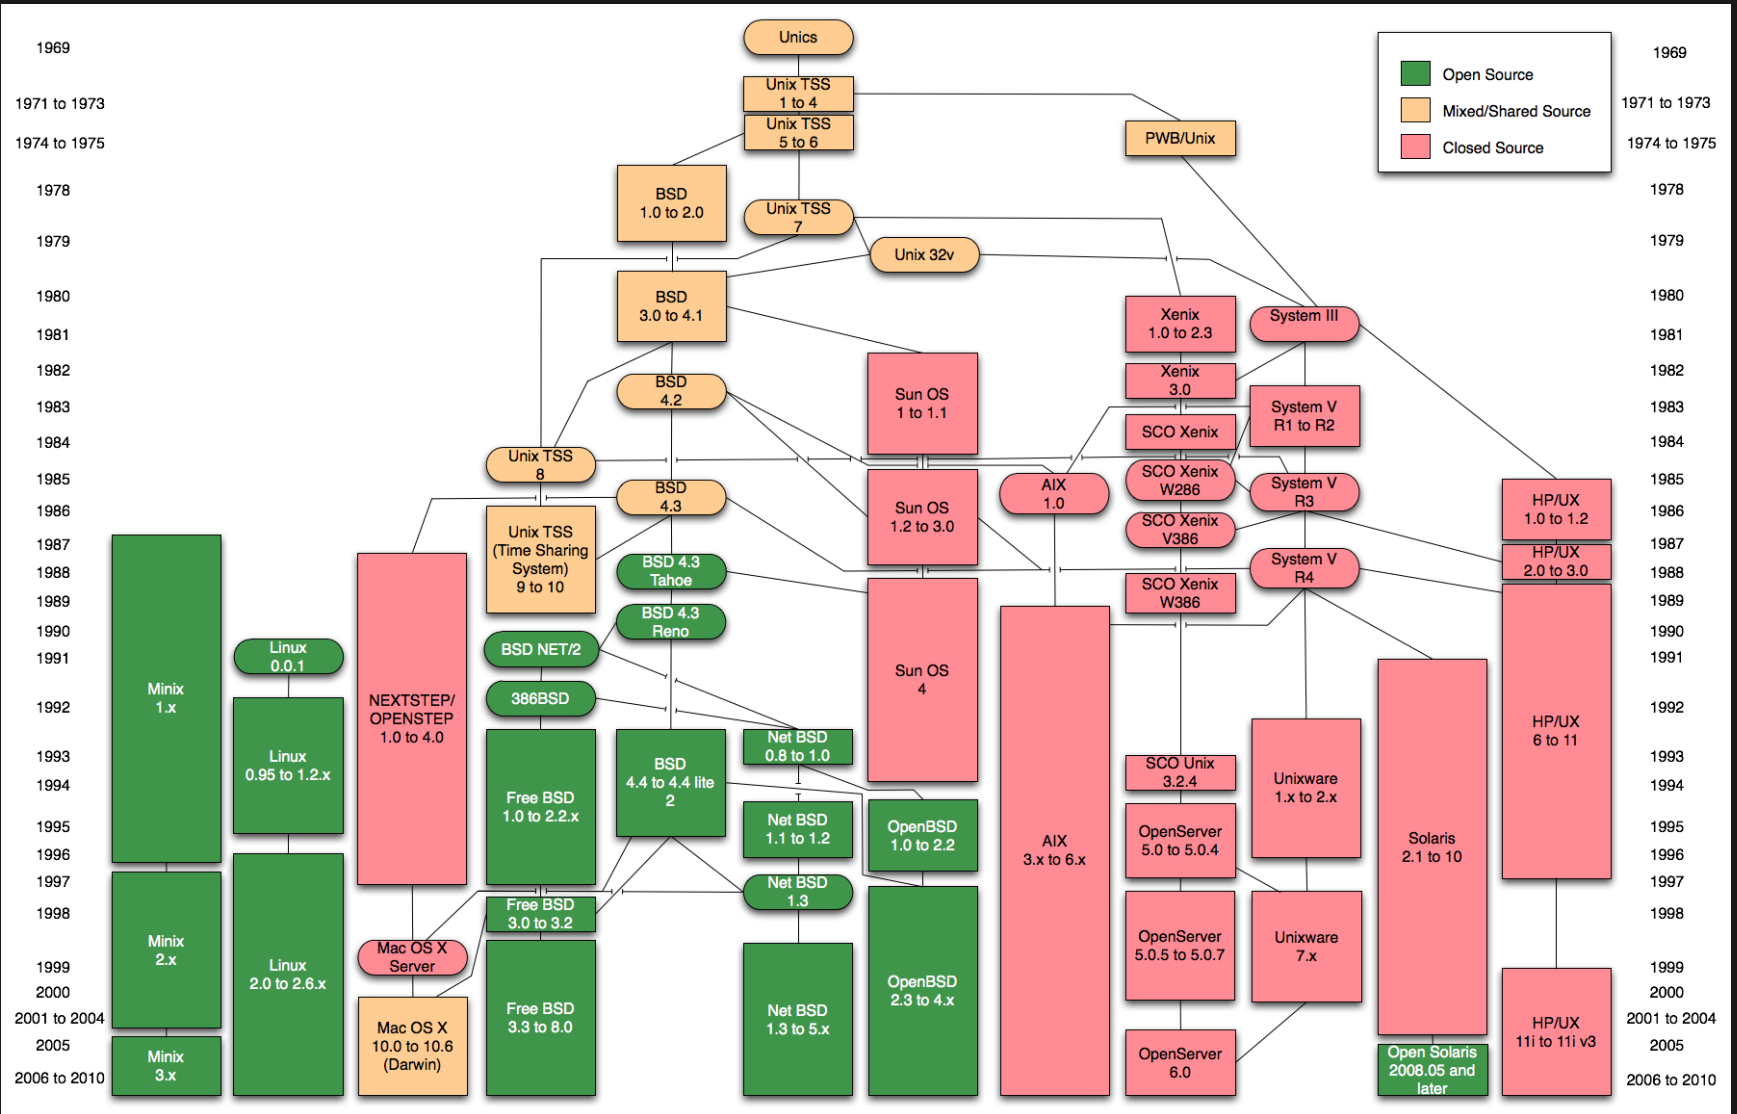 Unics
1969
1969
Open Source
Mixed/Shared Source
Closed Source
Unix TSS
1 to 4
1971 to 1973
1971 to 1973
Unix TSS
5 to 6
PWB/Unix
1974 to 1975
1974 to 1975
BSD
1.0 to 2.0
Unix TSS
7
1978
1978
Unix 32v
1979
1979
BSD
3.0 to 4.1
Xenix
1.0 to 2.3
System III
1980
1980
1981
1981
Sun OS
1 to 1.1
Xenix
3.0
1982
1982
BSD
4.2
System V
R1 to R2
1983
1983
SCO Xenix
1984
1984
Unix TSS
8
SCO Xenix
W286
AIX
1.0
System V
R3
1985
1985
BSD
4.3
Sun OS
1.2 to 3.0
HP/UX
1.0 to 1.2
1986
1986
Unix TSS
(Time Sharing
System)
9 to 10
SCO Xenix
V386
1987
1987
BSD 4.3
Tahoe
System V
R4
HP/UX
2.0 to 3.0
1988
1988
SCO Xenix
W386
1989
1989
BSD 4.3
Reno
1990
1990
BSD NET/2
Linux
0.0.1
1991
1991
Minix
1.x
NEXTSTEP/
OPENSTEP
1.0 to 4.0
386BSD
Sun OS
4
HP/UX
6 to 11
1992
1992
Linux
0.95 to 1.2.x
BSD
4.4 to 4.4 lite
2
Net BSD
0.8 to 1.0
SCO Unix
3.2.4
1993
1993
Unixware
1.x to 2.x
1994
1994
Free BSD
1.0 to 2.2.x
Net BSD
1.1 to 1.2
OpenBSD
1.0 to 2.2
AIX
3.x to 6.x
OpenServer
5.0 to 5.0.4
Solaris
2.1 to 10
1995
1995
1996
1996
Net BSD
1.3
1997
1997
Free BSD
3.0 to 3.2
1998
1998
Minix
2.x
Mac OS X
Server
OpenServer
5.0.5 to 5.0.7
Unixware
7.x
Linux
2.0 to 2.6.x
1999
1999
OpenBSD
2.3 to 4.x
2000
2000
Free BSD
3.3 to 8.0
Net BSD
1.3 to 5.x
2001 to 2004
2001 to 2004
Mac OS X
10.0 to 10.6
(Darwin)
HP/UX
11i to 11i v3
2005
2005
Minix
3.x
OpenServer
6.0
Open Solaris
2008.05 and
later
2006 to 2010
2006 to 2010